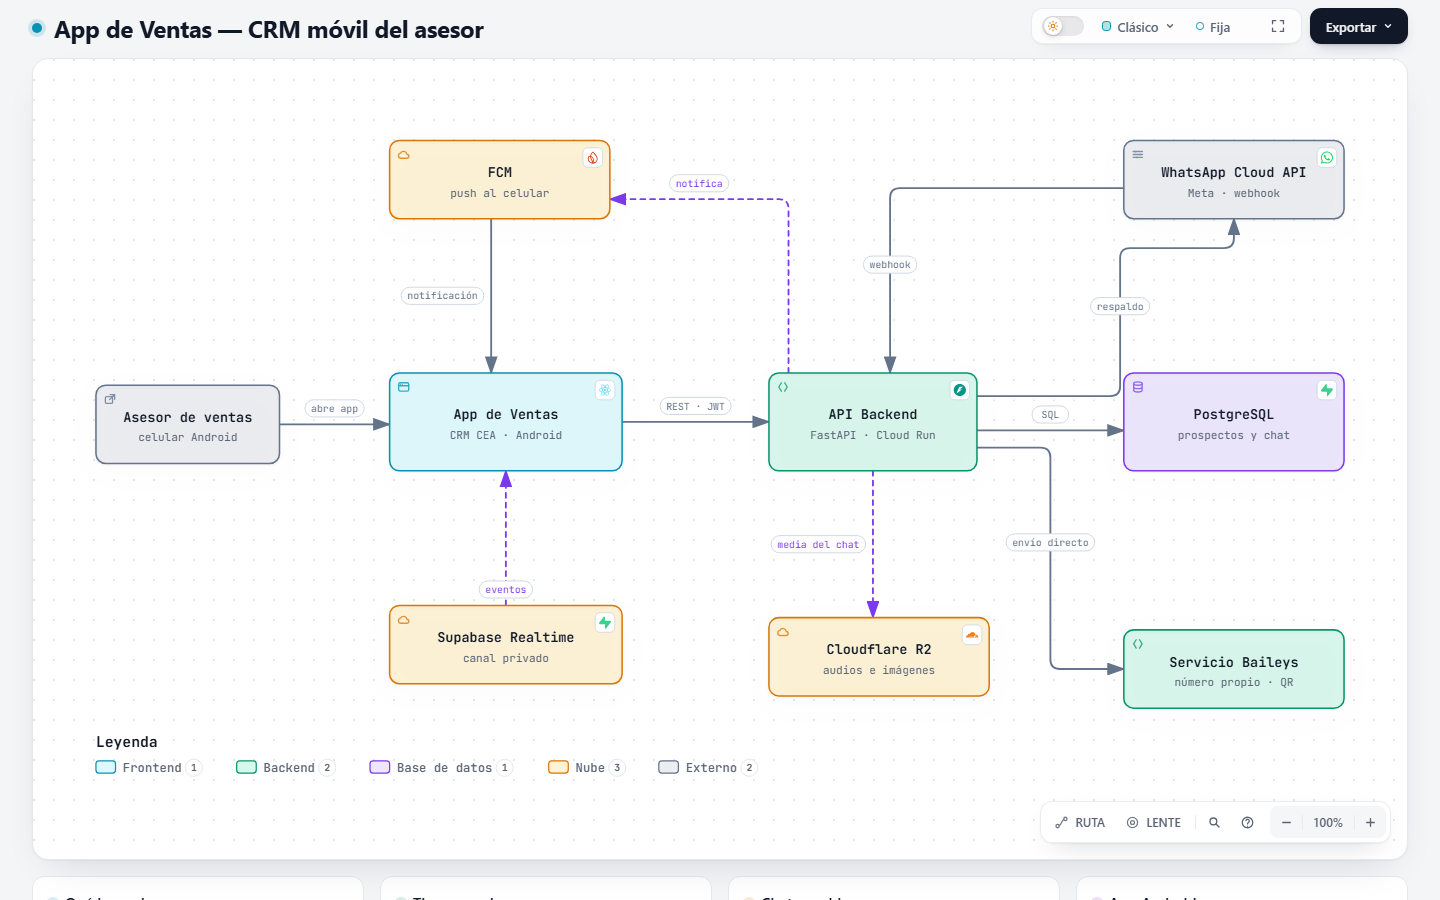 App de Ventas — CRM móvil del asesor
Clásico
Fija
Exportar
FCM
push al celular
notifica
WhatsApp Cloud API
Meta · webhook
webhook
notificación
respaldo
Asesor de ventas
celular Android
abre app
App de Ventas
CRM CEA · Android
REST · JWT
API Backend
FastAPI · Cloud Run
SQL
PostgreSQL
prospectos y chat
media del chat
envío directo
eventos
Supabase Realtime
canal privado
Cloudflare R2
audios e imágenes
Servicio Baileys
número propio · QR
Leyenda
Frontend 1
Backend 2
Base de datos 1
Nube 3
Externo 2
RUTA
LENTE
100%